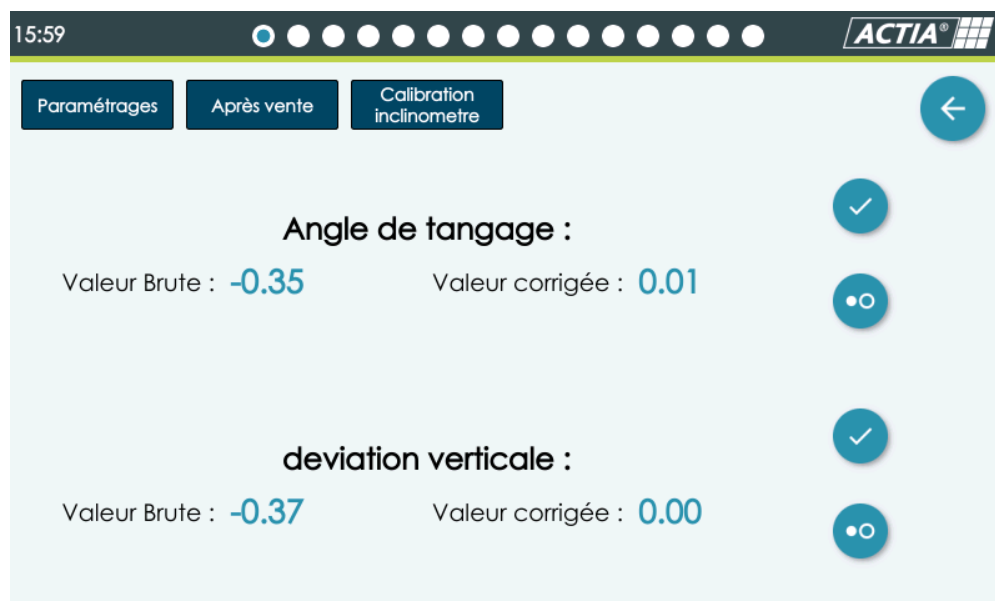 15:59
ACTIA®
Paramétrages
Après vente
Calibration
inclinometre
Angle de tangage :
Valeur Brute : -0.35 Valeur corrigée : 0.01
deviation verticale :
Valeur Brute : -0.37 Valeur corrigée : 0.00